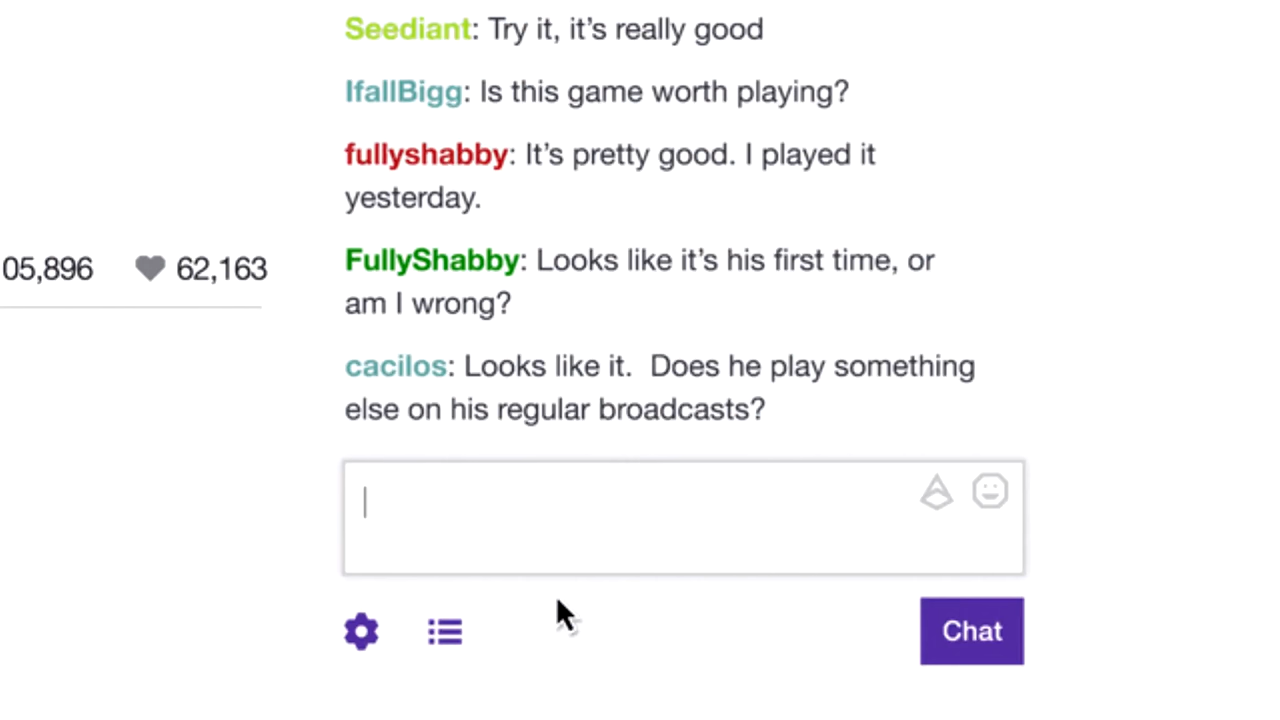 Seediant: Try it, it’s really good
IfallBigg: Is this game worth playing?
fullyshabby: It’s pretty good. I played it
yesterday.
FullyShabby: Looks like it’s his first time, or
am I wrong?
05,896 62,163
cacilos: Looks like it.  Does he play something
else on his regular broadcasts?
Chat